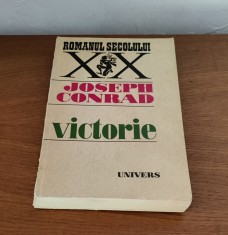 ROMANUL SECOLULUI
XX
JOSEPH
CONRAD
victorie
UNIVERS